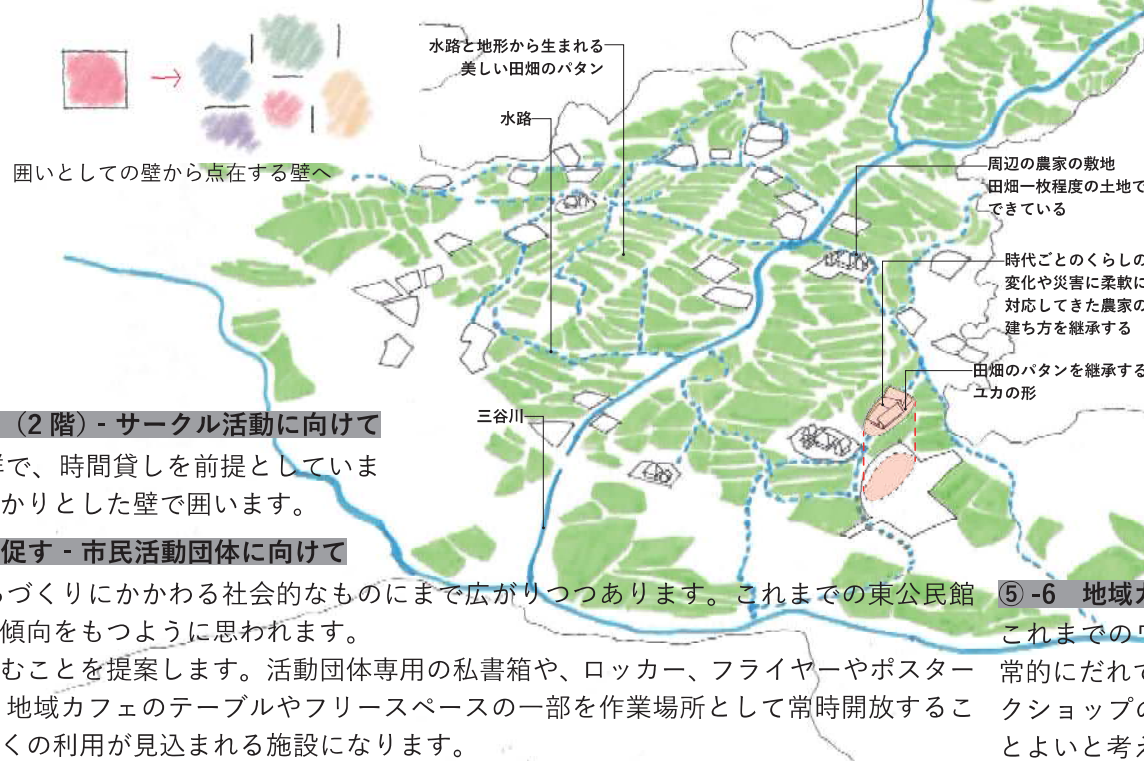 水路と地形から生まれる
美しい田畑のパタン
水路
囲いとしての壁から点在する壁へ
周辺の農家の敷地
田畑一枚程度の土地で
できている
時代ごとのくらしの
変化や災害に柔軟に
対応してきた農家の
建ち方を継承する
田畑のパタンを継承する
ユカの形
三谷川
（2 階）- サークル活動に向けて
で、時間貸しを前提としていま
かりとした壁で囲います。
促す - 市民活動団体に向けて
づくりにかかわる社会的なものにまで広がりつつあります。これまでの東公民館
傾向をもつように思われます。
むことを提案します。活動団体専用の私書箱や、ロッカー、フライヤーやポスター
地域カフェのテーブルやフリースペースの一部を作業場所として常時開放するこ
くの利用が見込まれる施設になります。
⑤ -6　地域
これまでの
常的にだれで
クショップの
とよいと考